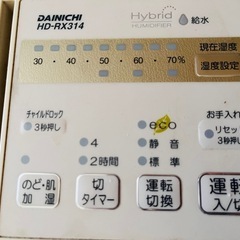 DAINICHI
HD-RX314
Hybrid
HUMIDIFIER
給水
現在湿度
30・40・50・60・70%
湿度設定
チャイルドロック
3秒押し
eco
お手入れ
4
静音
リセット
3秒押し
2時間
標準
のど・肌
加湿
切
タイマー
運転
切換
運転
入/切